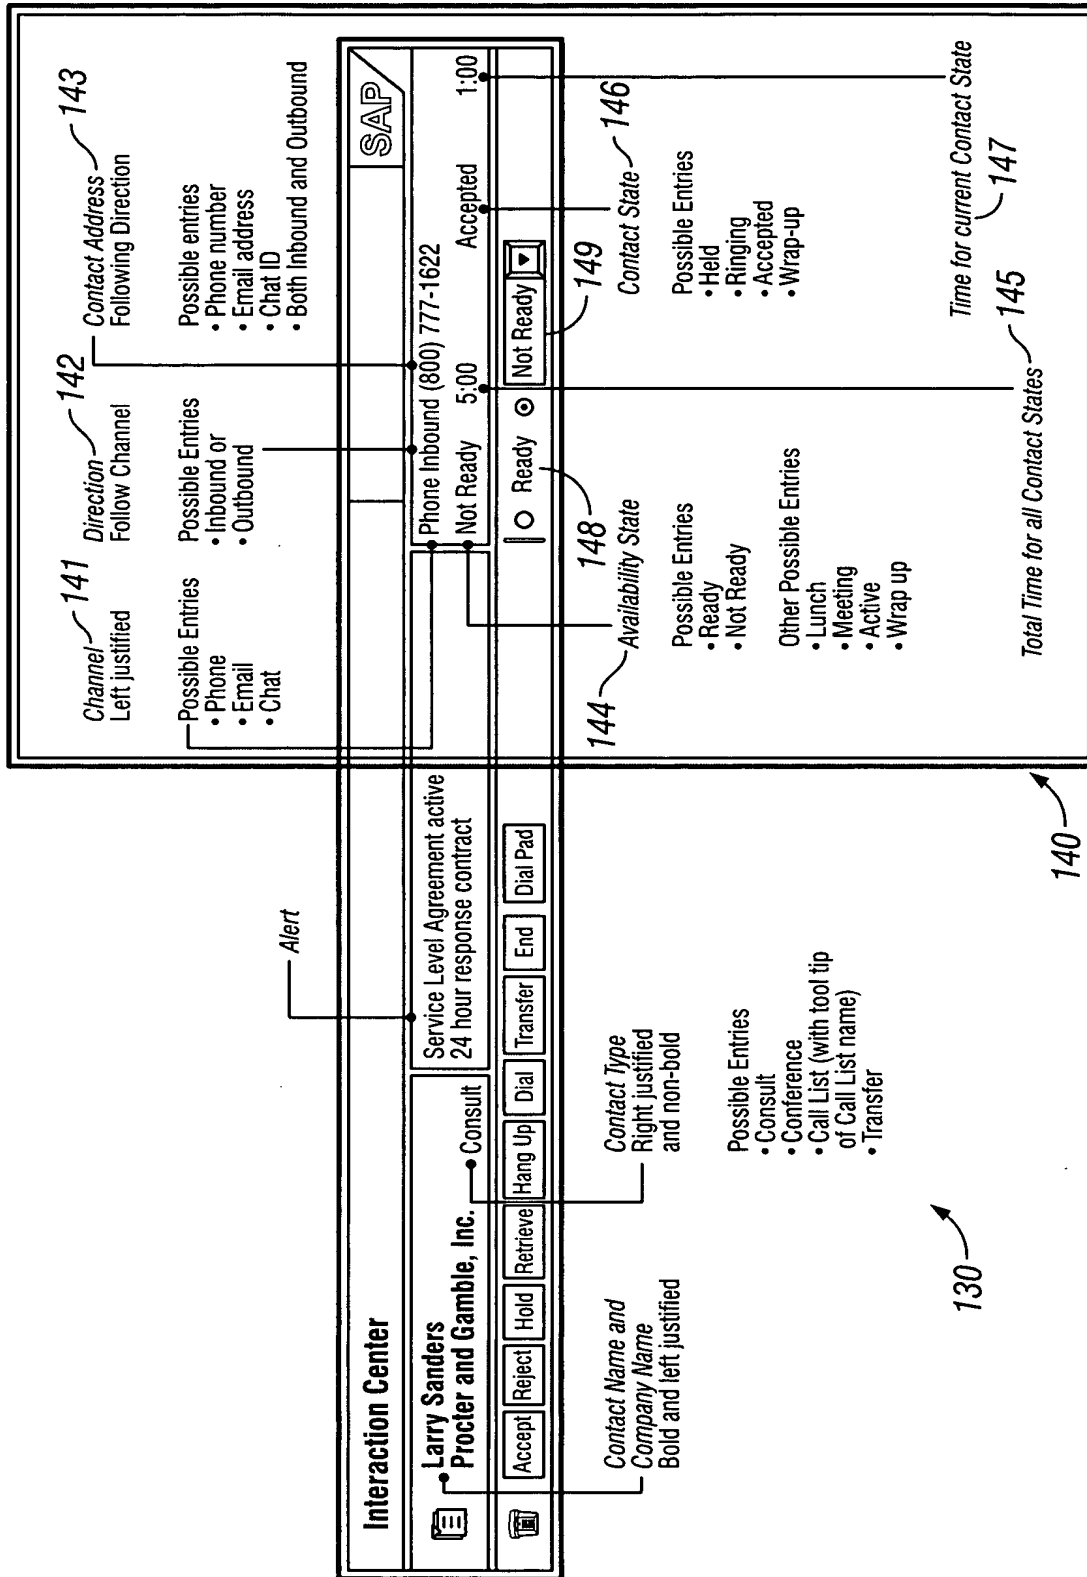 Channel 141
Left justified
Possible Entries
• Phone
• Email
• Chat
Direction 142
Follow Channel
Possible Entries
• Inbound or
• Outbound
Contact Address 143
Following Direction
Possible entries
• Phone number
• Email address
• Chat ID
• Both Inbound and Outbound
Alert
Interaction Center
SAP
Larry Sanders
Procter and Gamble, Inc.
Consult
Service Level Agreement active
24 hour response contract
Phone Inbound (800) 777-1622
Not Ready 5:00 Accepted 1:00
Accept Reject Hold Retrieve Hang Up Dial Transfer End Dial Pad
Ready Not Ready
148
149
Contact Name and
Company Name
Bold and left justified
Contact Type
Right justified
and non-bold
Possible Entries
• Consult
• Conference
• Call List (with tool tip
of Call List name)
• Transfer
144 Availability State
Possible Entries
• Ready
• Not Ready
Other Possible Entries
• Lunch
• Meeting
• Active
• Wrap up
Contact State 146
Possible Entries
• Held
• Ringing
• Accepted
• Wrap-up
Time for current Contact State
147
Total Time for all Contact States 145
130
140